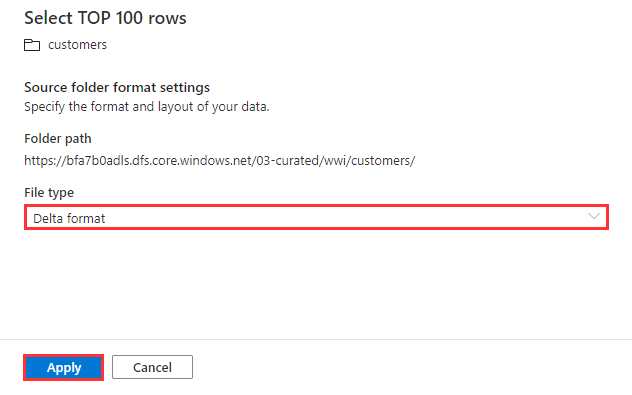 Select TOP 100 rows
customers
Source folder format settings
Specify the format and layout of your data.
Folder path
https://bfa7b0adls.dfs.core.windows.net/03-curated/wwi/customers/
File type
Delta format
Apply Cancel